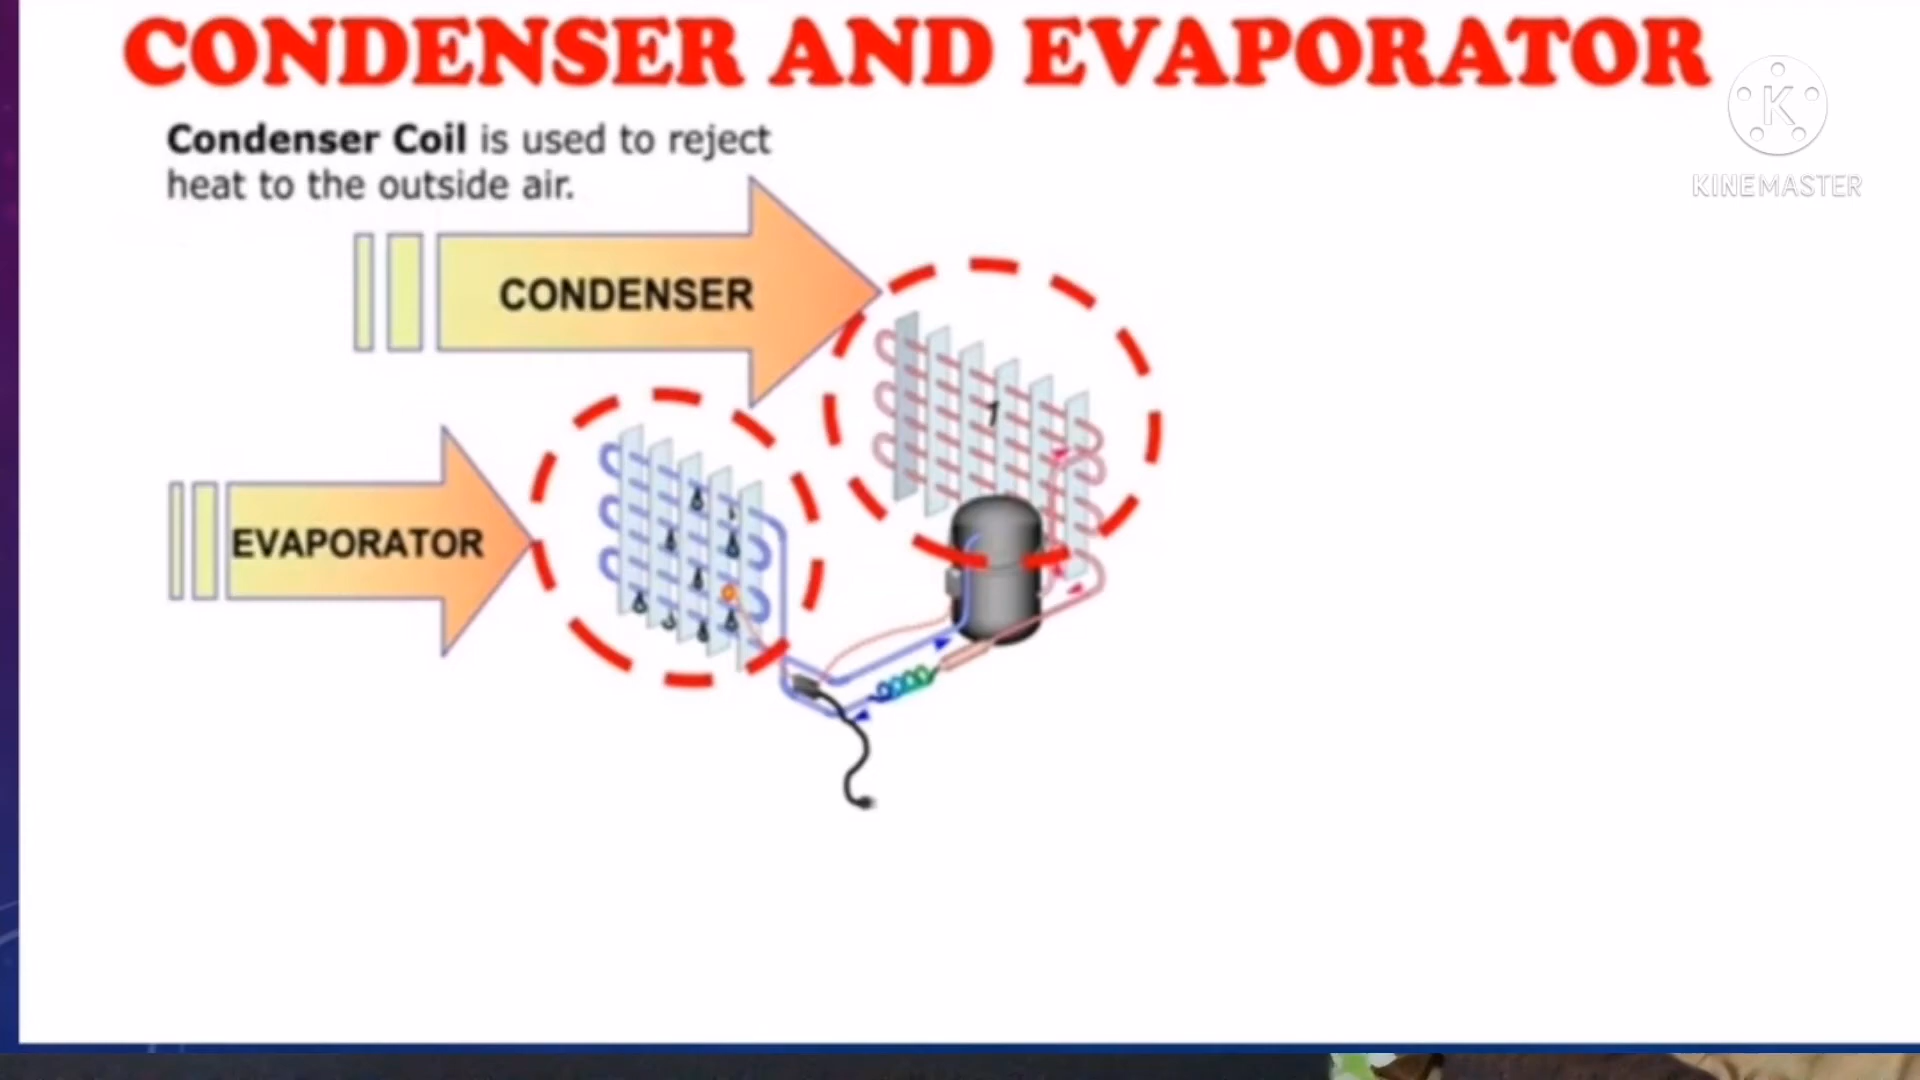 CONDENSER AND EVAPORATOR
Condenser Coil is used to reject
heat to the outside air.
K
KINEMASTER
CONDENSER
EVAPORATOR